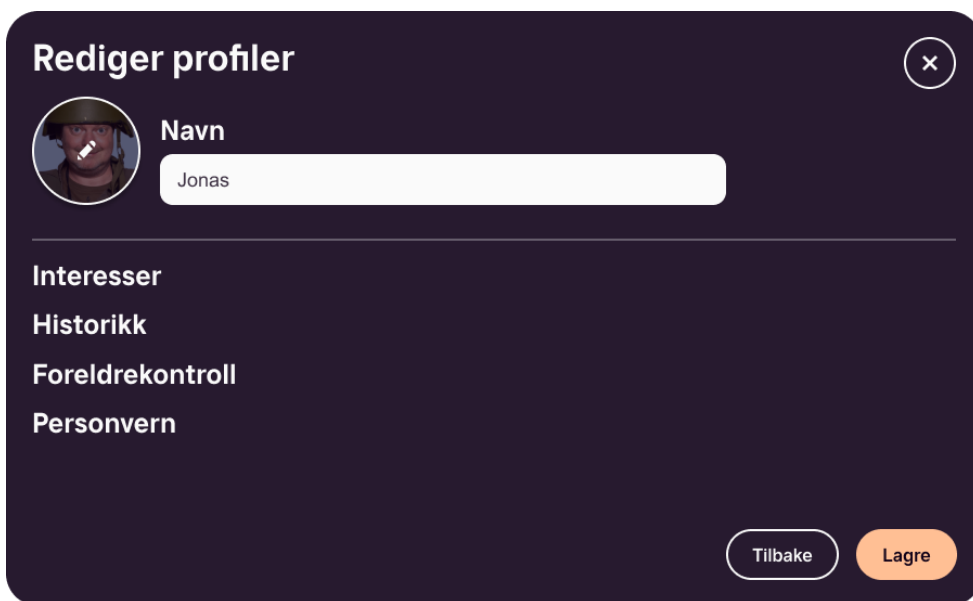 Rediger profiler
Navn
Jonas
Interesser
Historikk
Foreldrekontroll
Personvern
Tilbake
Lagre